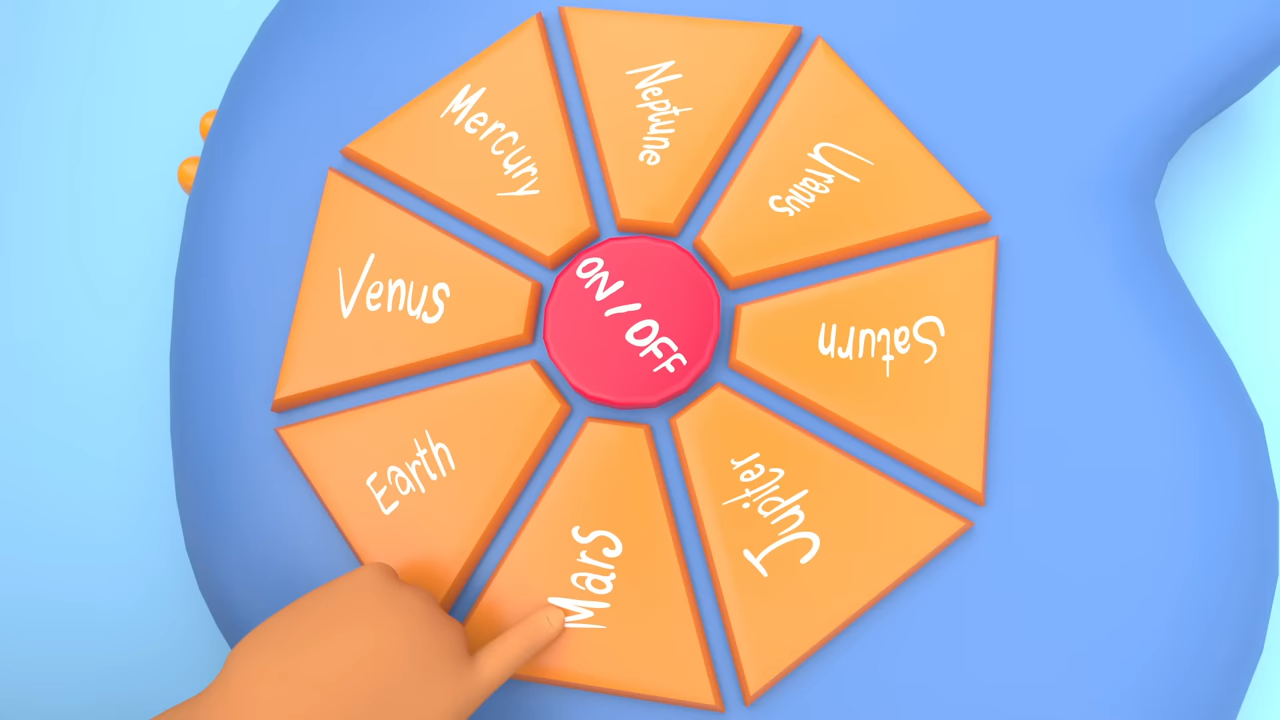 Neptune
Mercury
Uranus
Venus
ON / OFF
Saturn
Earth
Jupiter
Mars